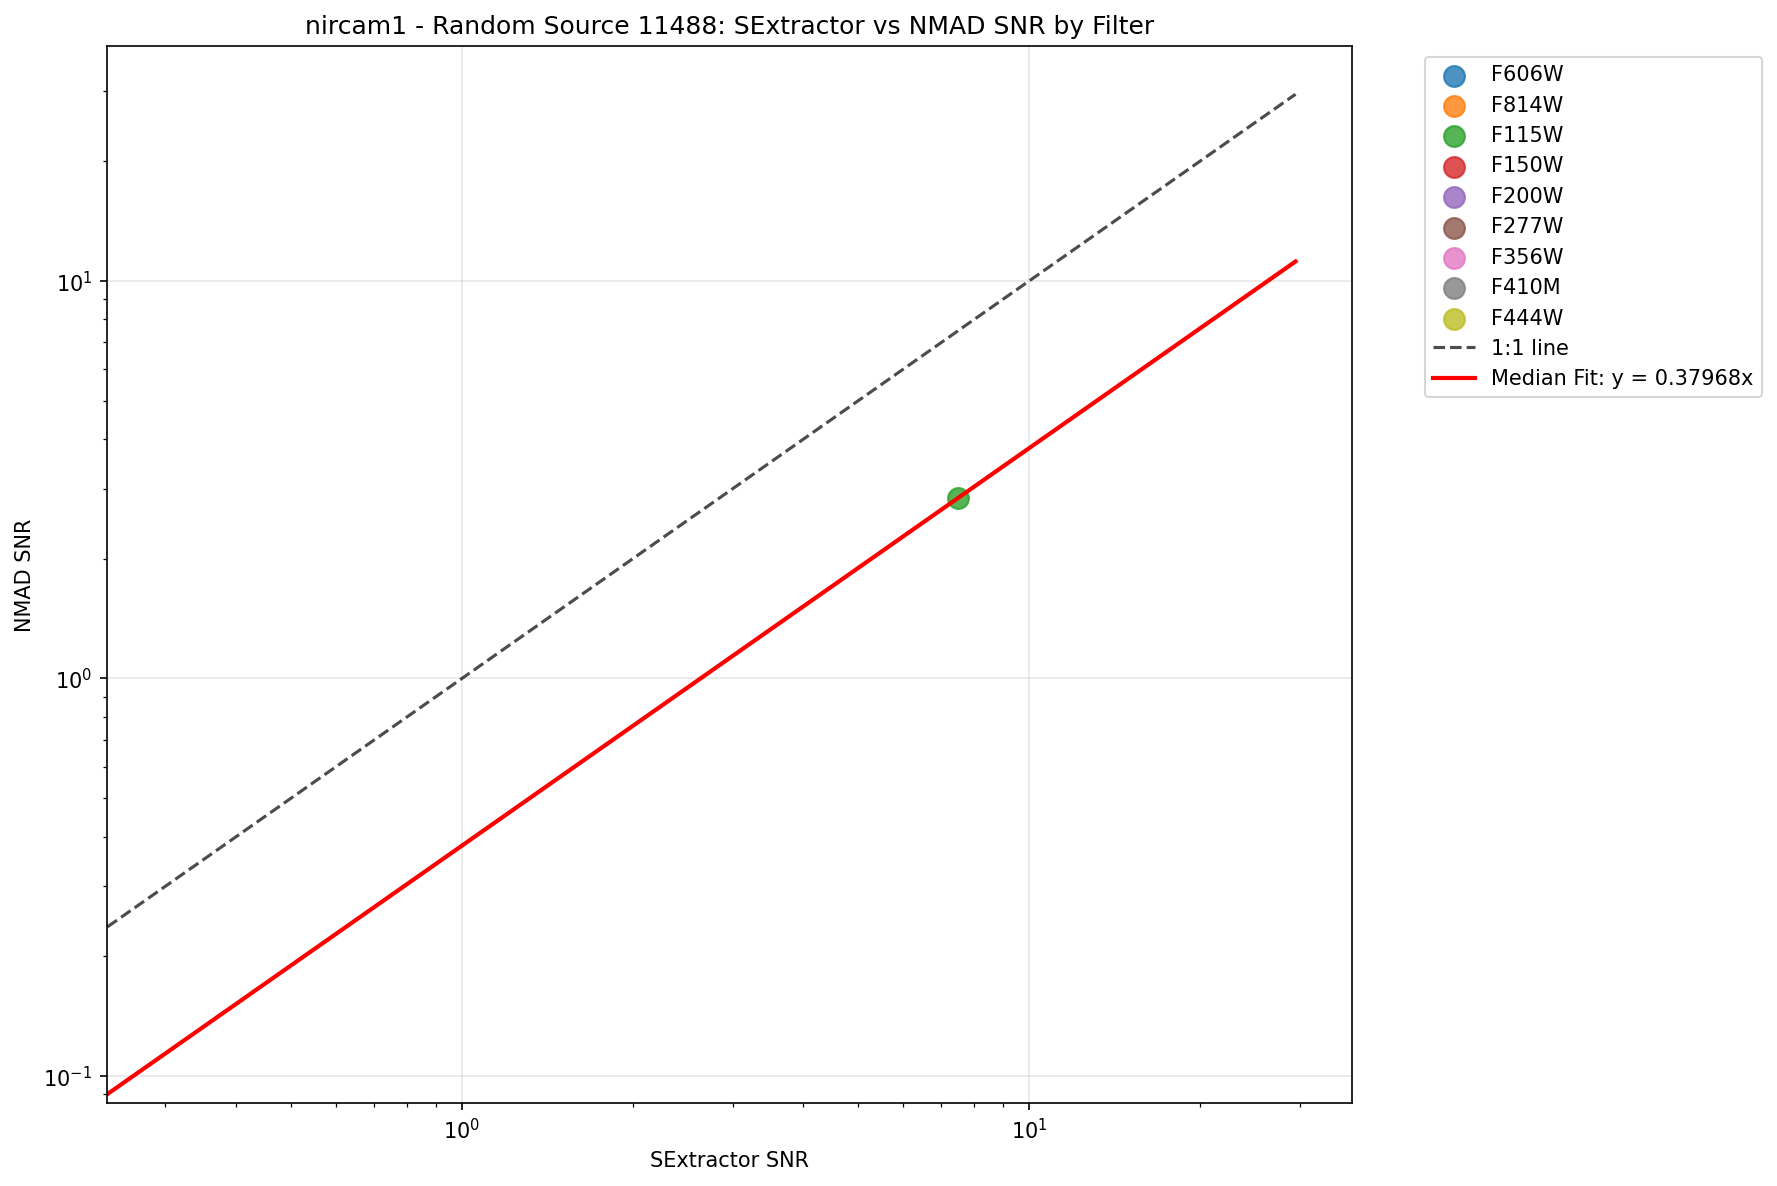 nircam1 - Random Source 11488: SExtractor vs NMAD SNR by Filter
F606W
F814W
F115W
F150W
F200W
F277W
F356W
F410M
F444W
1:1 line
Median Fit: y = 0.37968x
NMAD SNR
10¹
10⁰
10⁻¹
10⁰ 10¹
SExtractor SNR